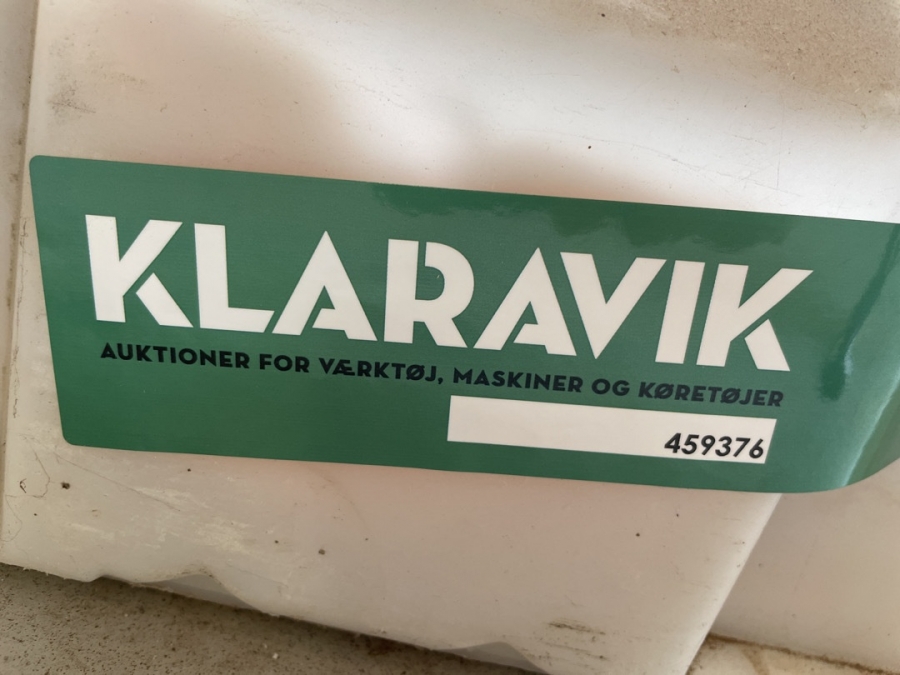 KLARAVIK
AUKTIONER FOR VÆRKTØJ, MASKINER OG KØRETØJER
459376